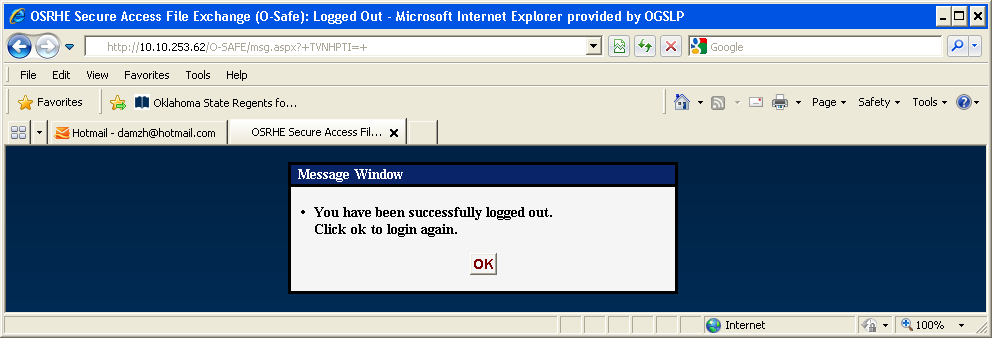 OSRHE Secure Access File Exchange (O-Safe): Logged Out - Microsoft Internet Explorer provided by OGSLP
http://10.10.253.62/O-SAFE/msg.aspx?+TVNHPTI=+
Google
File Edit View Favorites Tools Help
Favorites Oklahoma State Regents fo...
Page Safety Tools
Hotmail - damzh@hotmail.com OSRHE Secure Access Fil...
Message Window
• You have been successfully logged out.
Click ok to login again.
OK
Internet 100%